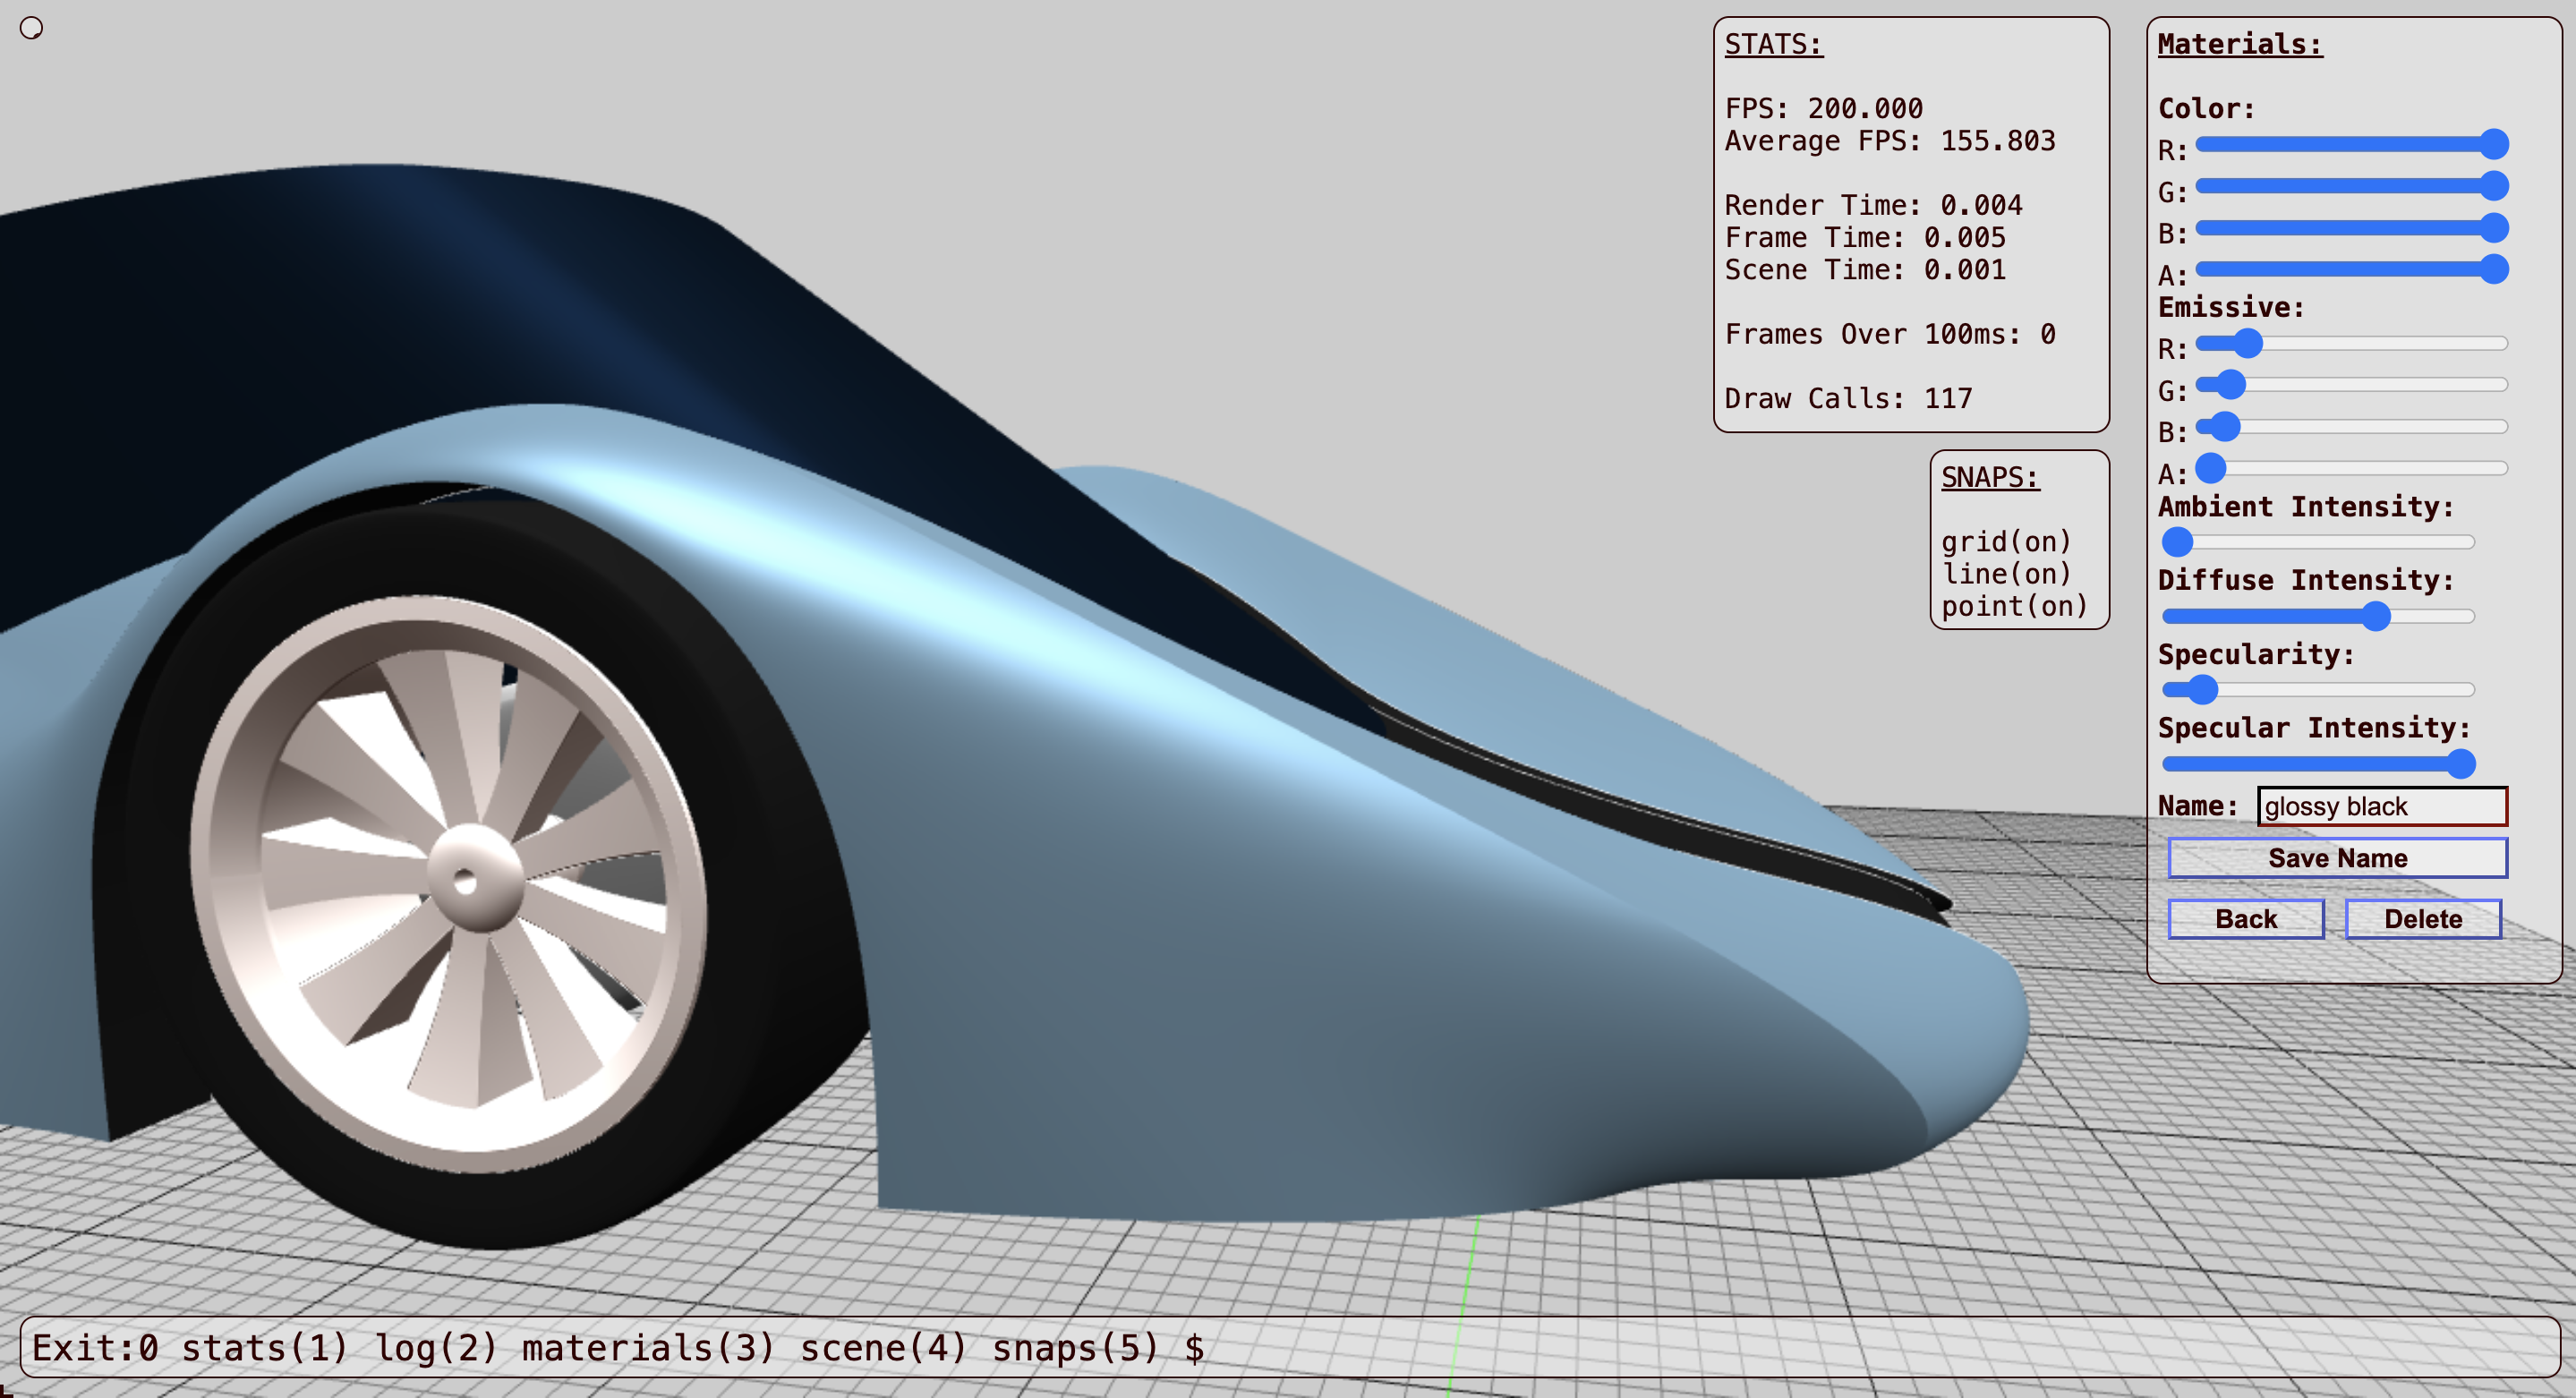 STATS:
FPS: 200.000
Average FPS: 155.803
Render Time: 0.004
Frame Time: 0.005
Scene Time: 0.001
Frames Over 100ms: 0
Draw Calls: 117
SNAPS:
grid(on)
line(on)
point(on)
Materials:
Color:
R:
G:
B:
A:
Emissive:
R:
G:
B:
A:
Ambient Intensity:
Diffuse Intensity:
Specularity:
Specular Intensity:
Name: glossy black
Save Name
Back Delete
Exit:0 stats(1) log(2) materials(3) scene(4) snaps(5) $